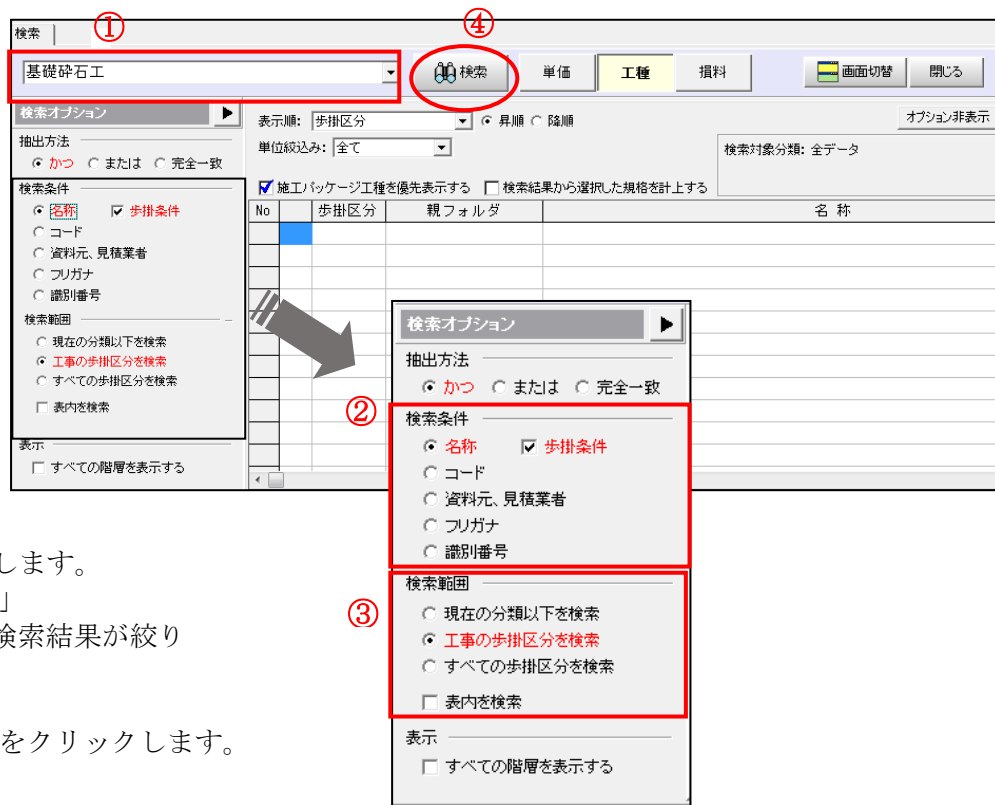 ①
④
検索
基礎砕石工
検索
単価
工種
損料
画面切替
閉じる
検索オプション
表示順: 歩掛区分
昇順 降順
オプション非表示
抽出方法
かつ または 完全一致
単位絞込み: 全て
検索対象分類: 全データ
施工パッケージ工種を優先表示する 検索結果から選択した規格を計上する
検索条件
名称 歩掛条件
コード
資料元、見積業者
フリガナ
識別番号
No 歩掛区分 親フォルダ 名 称
検索範囲
現在の分類以下を検索
工事の歩掛区分を検索
すべての歩掛区分を検索
表内を検索
表示
すべての階層を表示する
検索オプション
抽出方法
かつ または 完全一致
②
検索条件
名称 歩掛条件
コード
資料元、見積業者
フリガナ
識別番号
③
検索範囲
現在の分類以下を検索
工事の歩掛区分を検索
すべての歩掛区分を検索
表内を検索
表示
すべての階層を表示する
します。
」
検索結果が絞り
をクリックします。